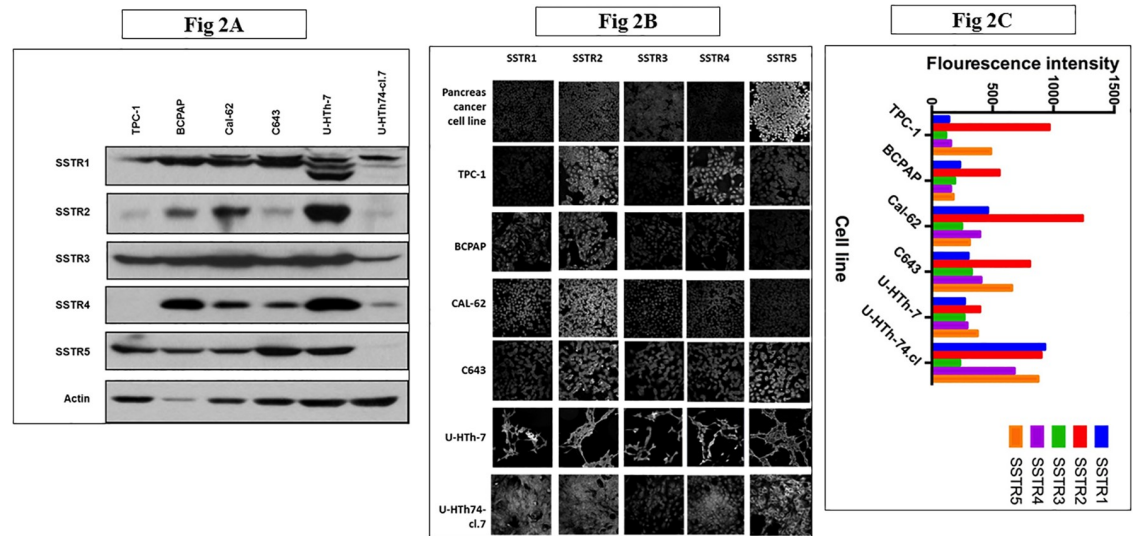 Fig 2A
TPC-1
BCPAP
Cal-62
C643
U-HTh-7
U-HTh74-cl.7
SSTR1
SSTR2
SSTR3
SSTR4
SSTR5
Actin
Fig 2B
SSTR1 SSTR2 SSTR3 SSTR4 SSTR5
Pancreas
cancer
cell line
TPC-1
BCPAP
CAL-62
C643
U-HTh-7
U-HTh74-
cl.7
Fig 2C
Flourescence intensity
0 5000 10000 15000
TPC-1
BCPAP
Cal-62
C643
U-HTh-7
U-HTh-74.cl
Cell line
SSTR1
SSTR2
SSTR3
SSTR4
SSTR5